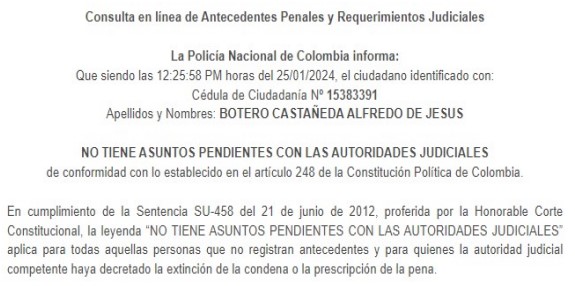 Consulta en línea de Antecedentes Penales y Requerimientos Judiciales
La Policía Nacional de Colombia informa:
Que siendo las 12:25:58 PM horas del 25/01/2024, el ciudadano identificado con:
Cédula de Ciudadanía Nº 15383391
Apellidos y Nombres: BOTERO CASTAÑEDA ALFREDO DE JESUS
NO TIENE ASUNTOS PENDIENTES CON LAS AUTORIDADES JUDICIALES
de conformidad con lo establecido en el artículo 248 de la Constitución Política de Colombia.
En cumplimiento de la Sentencia SU-458 del 21 de junio de 2012, proferida por la Honorable Corte
Constitucional, la leyenda “NO TIENE ASUNTOS PENDIENTES CON LAS AUTORIDADES JUDICIALES”
aplica para todas aquellas personas que no registran antecedentes y para quienes la autoridad judicial
competente haya decretado la extinción de la condena o la prescripción de la pena.